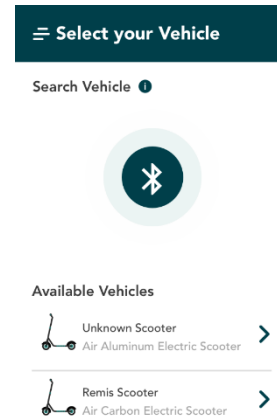 Select your Vehicle
Search Vehicle
Available Vehicles
Unknown Scooter
Air Aluminum Electric Scooter
Remis Scooter
Air Carbon Electric Scooter